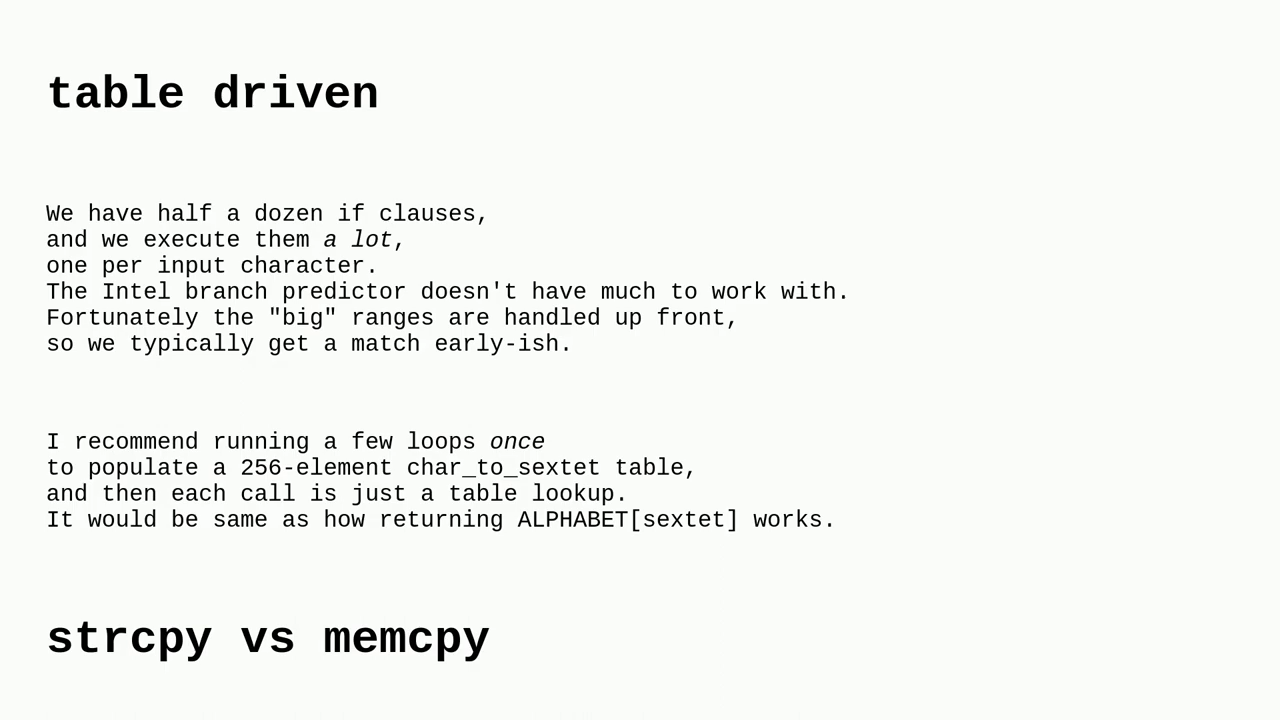 table driven
We have half a dozen if clauses,
and we execute them a lot,
one per input character.
The Intel branch predictor doesn't have much to work with.
Fortunately the "big" ranges are handled up front,
so we typically get a match early-ish.
I recommend running a few loops once
to populate a 256-element char_to_sextet table,
and then each call is just a table lookup.
It would be same as how returning ALPHABET[sextet] works.
strcpy vs memcpy